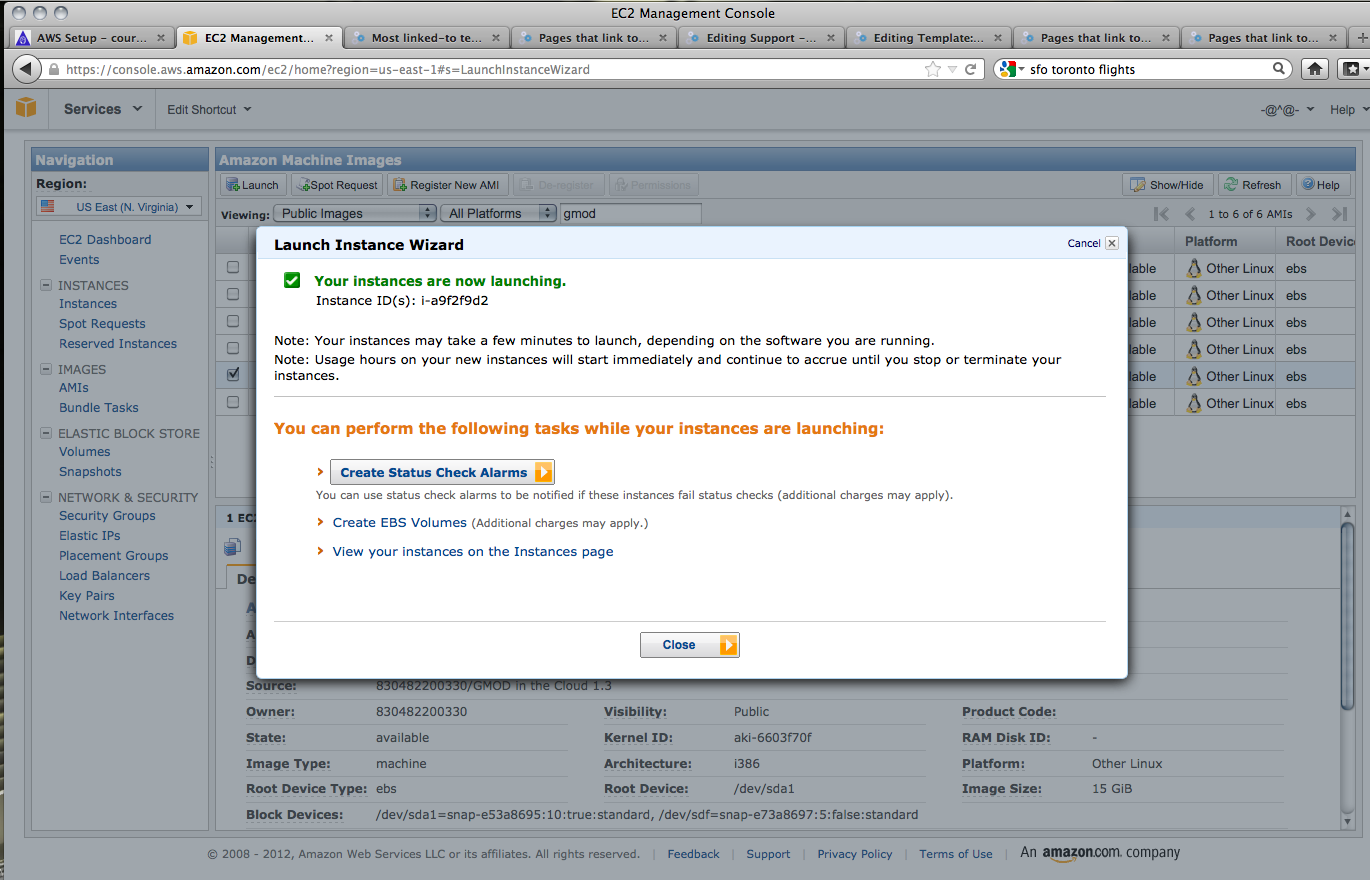 EC2 Management Console
AWS Setup – cour...
EC2 Management...
Most linked-to te...
Pages that link to...
Editing Support –...
Editing Template:...
Pages that link to...
Pages that link to...
https://console.aws.amazon.com/ec2/home?region=us-east-1#s=LaunchInstanceWizard
sfo toronto flights
Services
Edit Shortcut
-@^@-
Help
Navigation
Region:
US East (N. Virginia)
EC2 Dashboard
Events
INSTANCES
Instances
Spot Requests
Reserved Instances
IMAGES
AMIs
Bundle Tasks
ELASTIC BLOCK STORE
Volumes
Snapshots
NETWORK & SECURITY
Security Groups
Elastic IPs
Placement Groups
Load Balancers
Key Pairs
Network Interfaces
Amazon Machine Images
Launch
Spot Request
Register New AMI
De-register
Permissions
Show/Hide
Refresh
Help
Viewing:
Public Images
All Platforms
gmod
1 to 6 of 6 AMIs
Platform
Root Devic
lable Other Linux ebs
lable Other Linux ebs
lable Other Linux ebs
lable Other Linux ebs
lable Other Linux ebs
lable Other Linux ebs
Launch Instance Wizard
Cancel
Your instances are now launching.
Instance ID(s): i-a9f2f9d2
Note: Your instances may take a few minutes to launch, depending on the software you are running.
Note: Usage hours on your new instances will start immediately and continue to accrue until you stop or terminate your
instances.
You can perform the following tasks while your instances are launching:
Create Status Check Alarms
You can use status check alarms to be notified if these instances fail status checks (additional charges may apply).
Create EBS Volumes (Additional charges may apply.)
View your instances on the Instances page
Close
1 EC
De
A
A
D
Source: 830482200330/GMOD in the Cloud 1.3
Owner: 830482200330 Visibility: Public Product Code:
State: available Kernel ID: aki-6603f70f RAM Disk ID: -
Image Type: machine Architecture: i386 Platform: Other Linux
Root Device Type: ebs Root Device: /dev/sda1 Image Size: 15 GiB
Block Devices: /dev/sda1=snap-e53a8695:10:true:standard, /dev/sdf=snap-e73a8697:5:false:standard
© 2008 - 2012, Amazon Web Services LLC or its affiliates. All rights reserved. | Feedback | Support | Privacy Policy | Terms of Use | An amazon.com. company